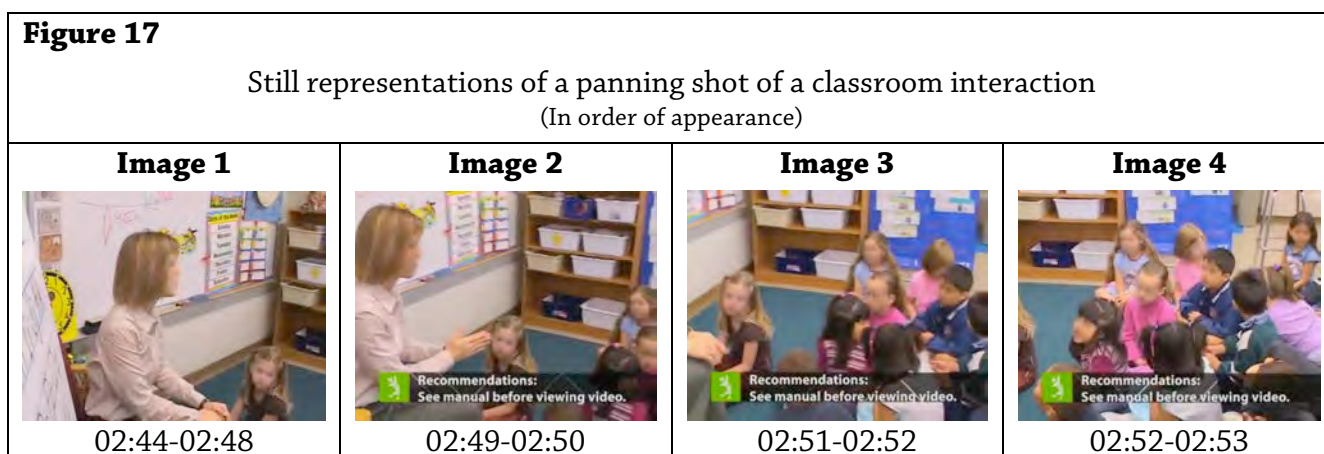 Figure 17
Still representations of a panning shot of a classroom interaction
(In order of appearance)
Image 1
Image 2
Image 3
Image 4
Recommendations:
See manual before viewing video.
Recommendations:
See manual before viewing video.
Recommendations:
See manual before viewing video.
02:44-02:48
02:49-02:50
02:51-02:52
02:52-02:53